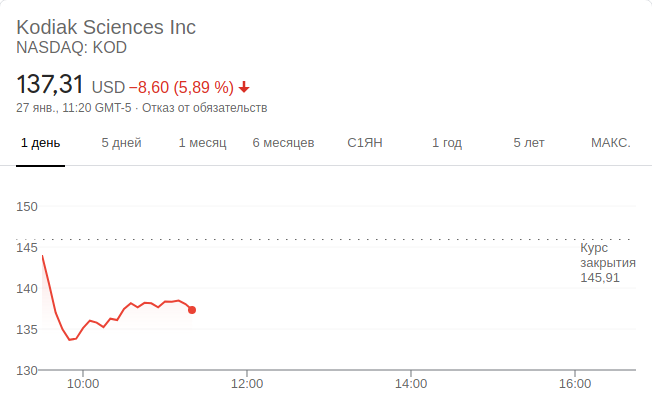 Kodiak Sciences Inc
NASDAQ: KOD
137,31 USD −8,60 (5,89 %)
27 янв., 11:20 GMT-5 · Отказ от обязательств
1 день 5 дней 1 месяц 6 месяцев С1ЯН 1 год 5 лет МАКС.
150
145
Курс
закрытия
145,91
140
135
130
10:00 12:00 14:00 16:00